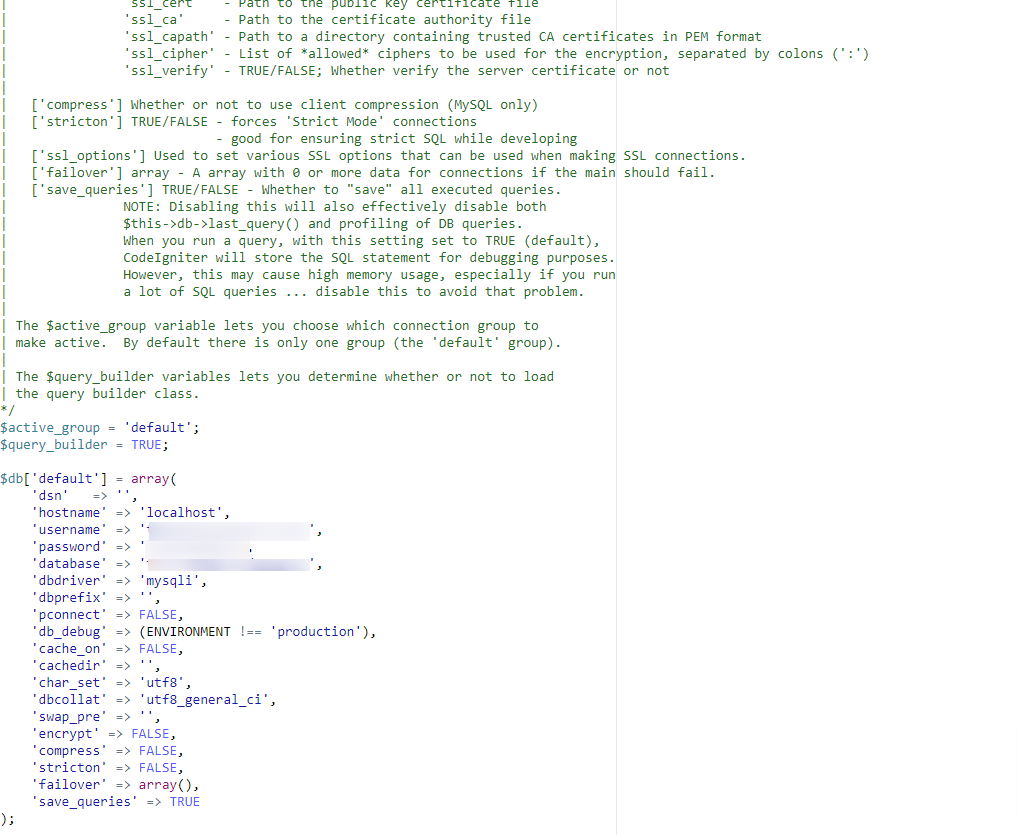 |               'ssl_cert'   - Path to the public key certificate file
|               'ssl_ca'     - Path to the certificate authority file
|               'ssl_capath' - Path to a directory containing trusted CA certificates in PEM format
|               'ssl_cipher' - List of *allowed* ciphers to be used for the encryption, separated by colons (':')
|               'ssl_verify' - TRUE/FALSE; Whether verify the server certificate or not
|
|   ['compress'] Whether or not to use client compression (MySQL only)
|   ['stricton'] TRUE/FALSE - forces 'Strict Mode' connections
|                           - good for ensuring strict SQL while developing
|   ['ssl_options'] Used to set various SSL options that can be used when making SSL connections.
|   ['failover'] array - A array with 0 or more data for connections if the main should fail.
|   ['save_queries'] TRUE/FALSE - Whether to "save" all executed queries.
|               NOTE: Disabling this will also effectively disable both
|               $this->db->last_query() and profiling of DB queries.
|               When you run a query, with this setting set to TRUE (default),
|               CodeIgniter will store the SQL statement for debugging purposes.
|               However, this may cause high memory usage, especially if you run
|               a lot of SQL queries ... disable this to avoid that problem.
|
| The $active_group variable lets you choose which connection group to
| make active.  By default there is only one group (the 'default' group).
|
| The $query_builder variables lets you determine whether or not to load
| the query builder class.
*/
$active_group = 'default';
$query_builder = TRUE;

$db['default'] = array(
    'dsn'   => '',
    'hostname' => 'localhost',
    'username' => '',
    'password' => '
    'database' => '',
    'dbdriver' => 'mysqli',
    'dbprefix' => '',
    'pconnect' => FALSE,
    'db_debug' => (ENVIRONMENT !== 'production'),
    'cache_on' => FALSE,
    'cachedir' => '',
    'char_set' => 'utf8',
    'dbcollat' => 'utf8_general_ci',
    'swap_pre' => '',
    'encrypt' => FALSE,
    'compress' => FALSE,
    'stricton' => FALSE,
    'failover' => array(),
    'save_queries' => TRUE
);